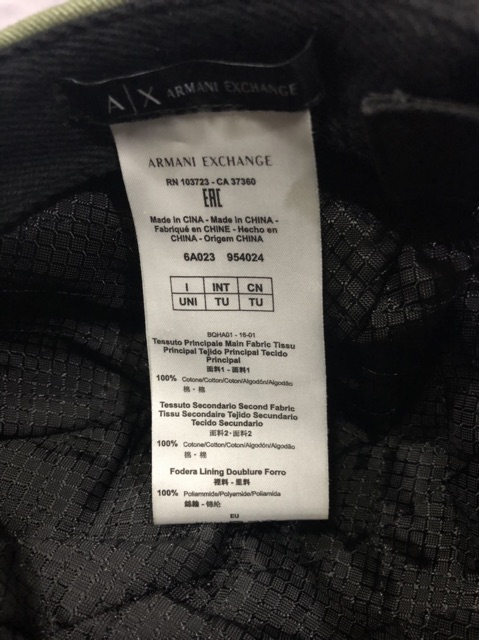 A|X ARMANI EXCHANGE
ARMANI EXCHANGE
RN 103723 - CA 37360
EAC
Made in CINA - Made in CHINA -
Fabriqué en CHINE - Hecho en
CHINA - Origem CHINA
6A023 954024
I INT CN
UNI TU TU
BQHA01 - 16-01
Tessuto Principale Main Fabric Tissu
Principal Tejido Principal Tecido
Principal
面料1 - 面料1
100% Cotone/Cotton/Coton/Algodón/Algodão
棉 - 棉
Tessuto Secondario Second Fabric
Tissu Secondaire Tejido Secundario
Tecido Secundario
面料2 - 面料2
100% Cotone/Cotton/Coton/Algodón/Algodão
棉 - 棉
Fodera Lining Doublure Forro
裡料 - 里料
100% Poliammide/Polyamide/Poliamida
錦綸 - 锦纶
EU